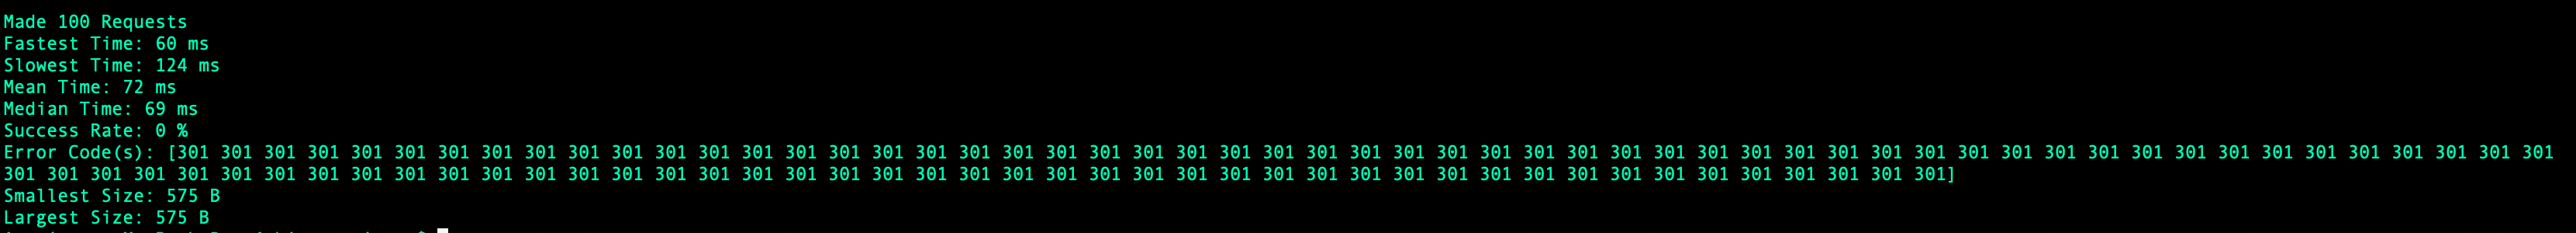 Made 100 Requests
Fastest Time: 60 ms
Slowest Time: 124 ms
Mean Time: 72 ms
Median Time: 69 ms
Success Rate: 0 %
Error Code(s): [301 301 301 301 301 301 301 301 301 301 301 301 301 301 301 301 301 301 301 301 301 301 301 301 301 301 301 301 301 301 301 301 301 301 301 301 301 301 301 301 301 301 301 301 301 301 301 301 301 301 301 301 301 301 301
301 301 301 301 301 301 301 301 301 301 301 301 301 301 301 301 301 301 301 301 301 301 301 301 301 301 301 301 301 301 301 301 301 301 301 301 301 301 301 301 301 301 301 301 301]
Smallest Size: 575 B
Largest Size: 575 B